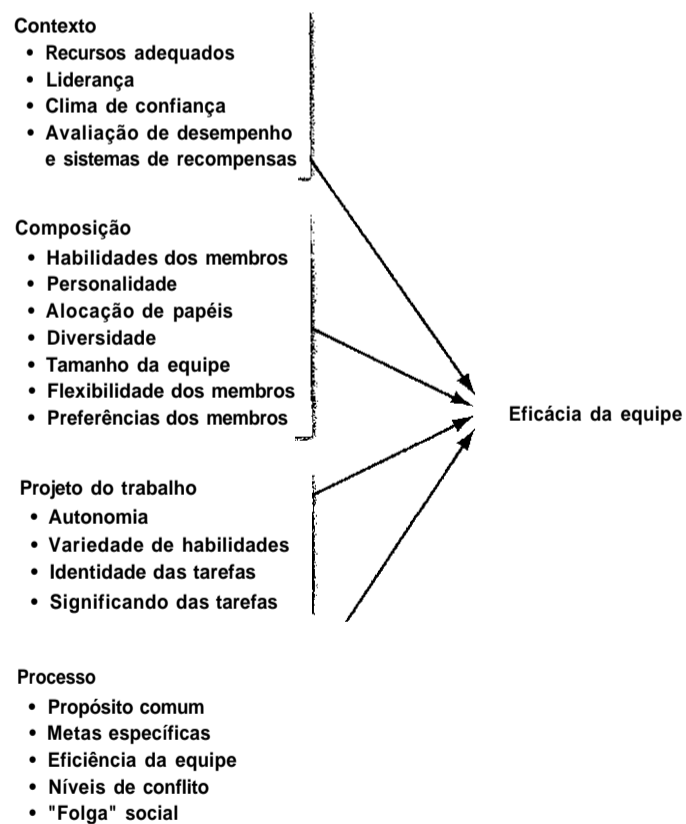 Contexto
• Recursos adequados
• Liderança
• Clima de confiança
• Avaliação de desempenho
e sistemas de recompensas
Composição
• Habilidades dos membros
• Personalidade
• Alocação de papéis
• Diversidade
• Tamanho da equipe
• Flexibilidade dos membros
• Preferências dos membros
Eficácia da equipe
Projeto do trabalho
• Autonomia
• Variedade de habilidades
• Identidade das tarefas
• Significando das tarefas
Processo
• Propósito comum
• Metas específicas
• Eficiência da equipe
• Níveis de conflito
• "Folga" social